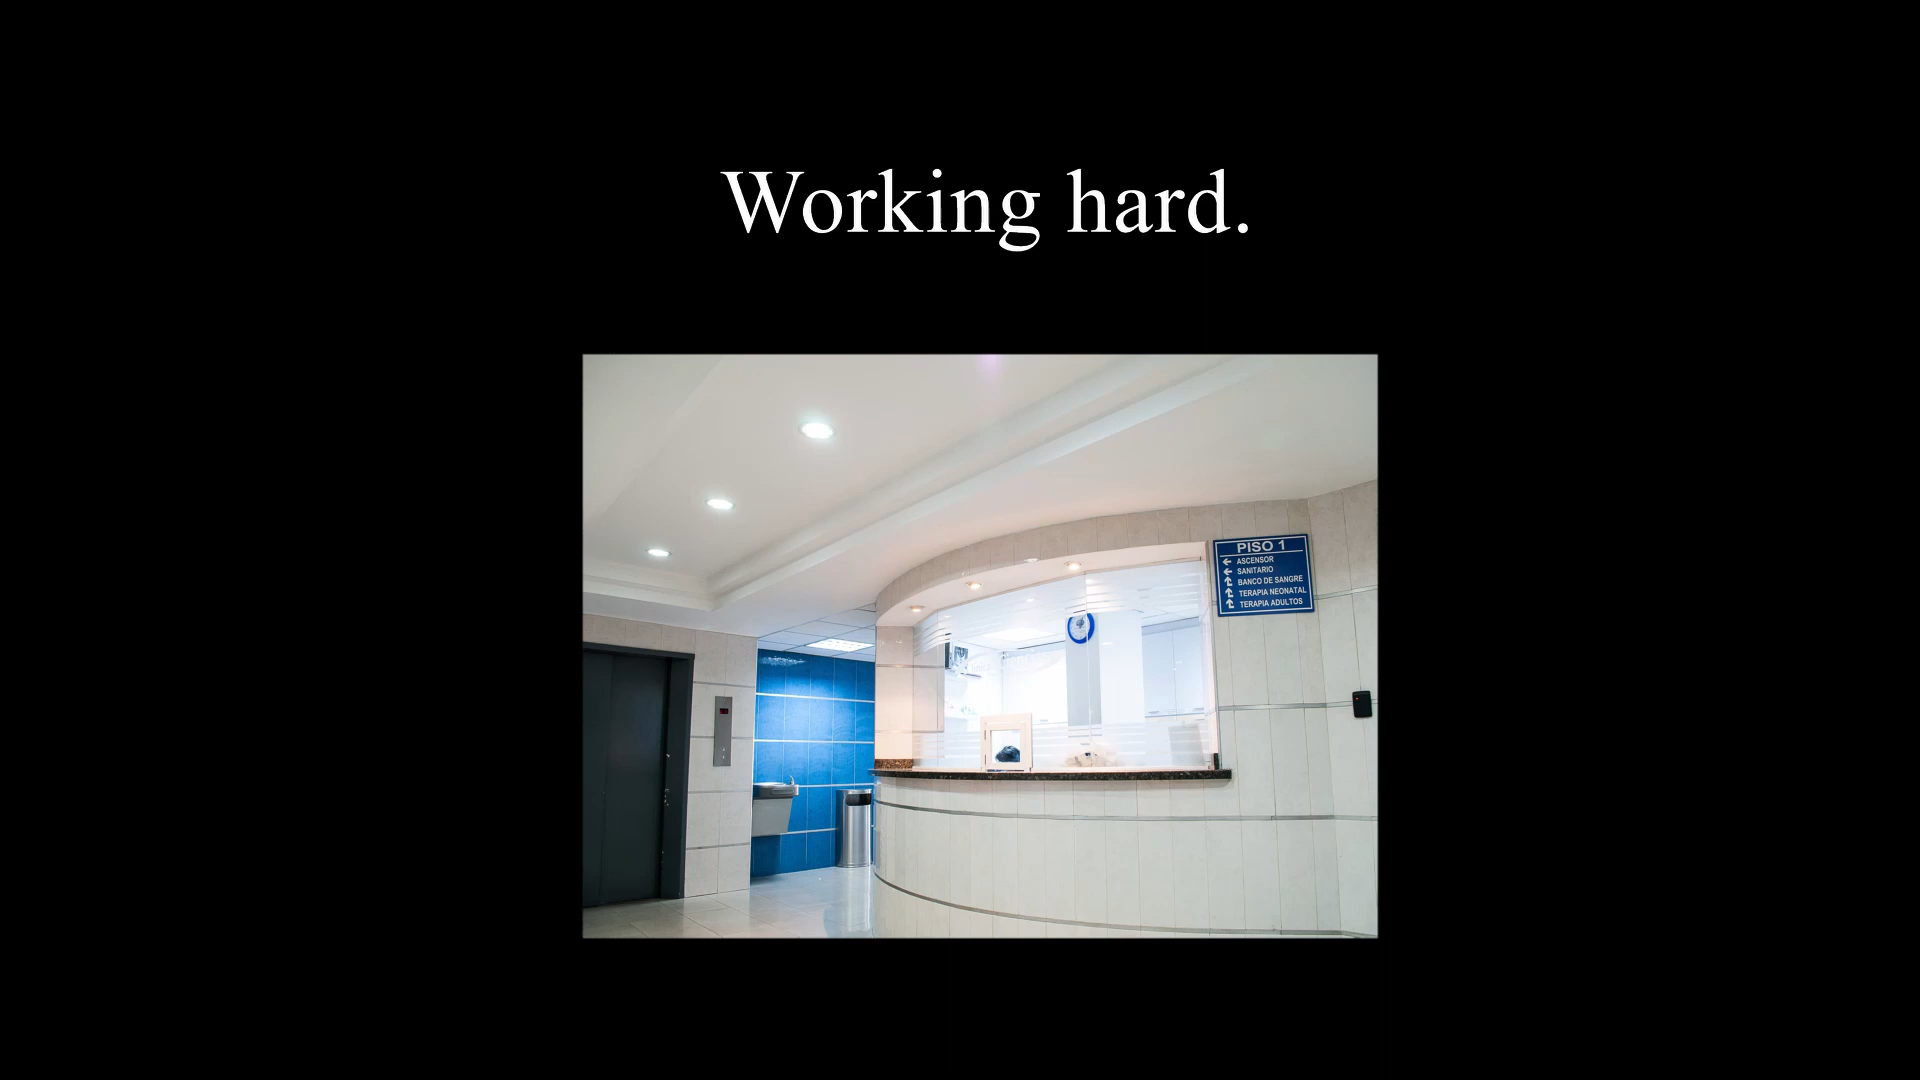 Working hard.
PISO 1
← ASCENSOR
← SANITARIO
↰ BANCO DE SANGRE
↰ TERAPIA NEONATAL
↰ TERAPIA ADULTOS